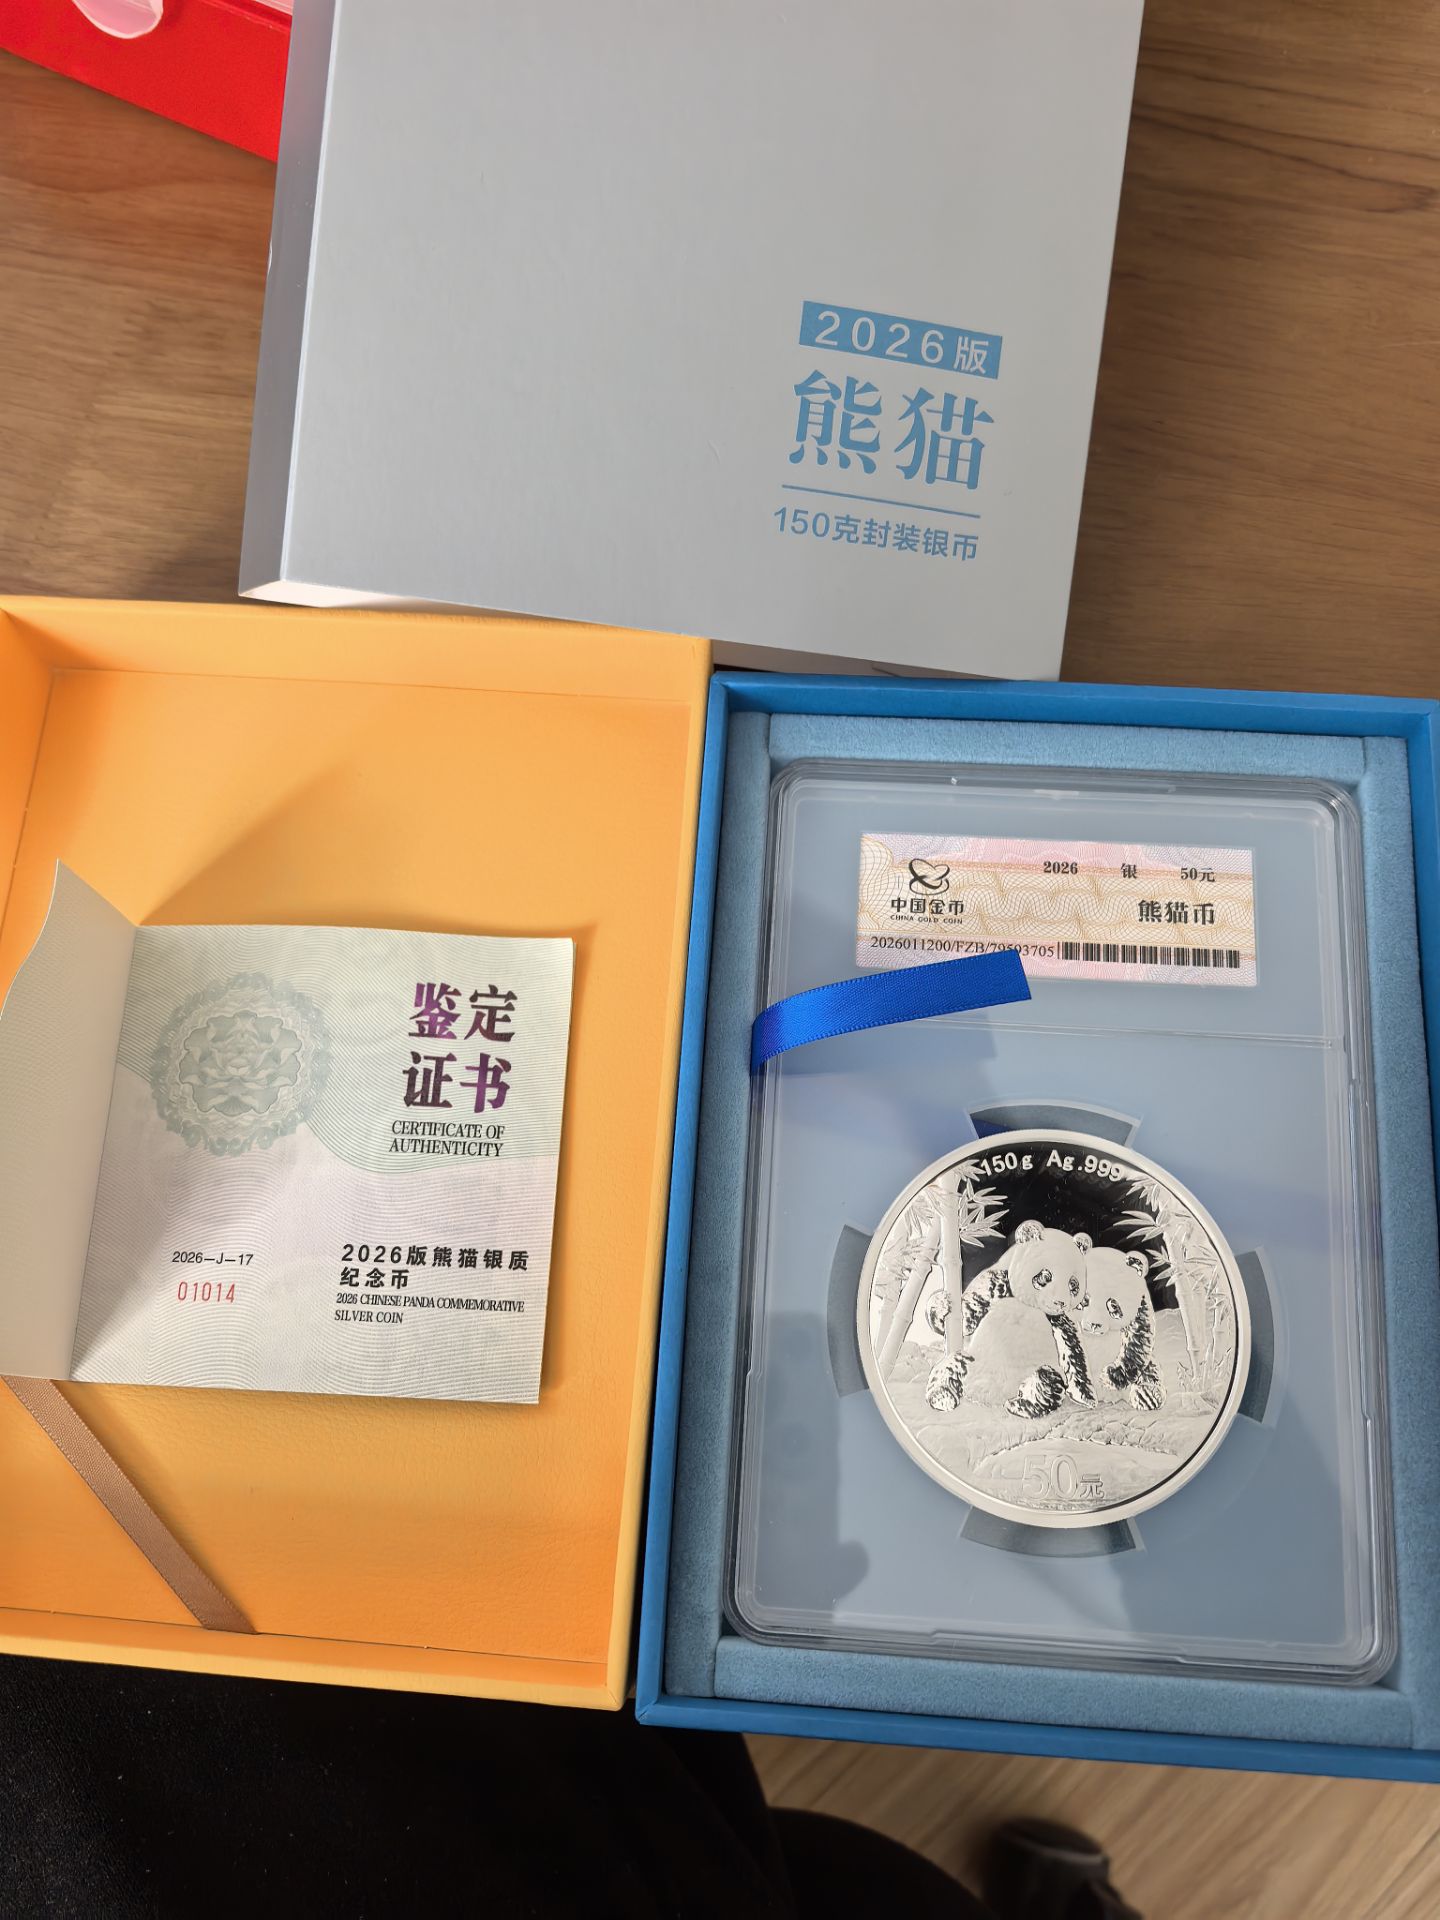 2026版
熊猫
150克封装银币
中国金币
CHINA GOLD COIN
2026 银 50元
熊猫币
2026011200/FZB/79593705
鉴定
证书
CERTIFICATE OF
AUTHENTICITY
2026-J-17
01014
2026版熊猫银质
纪念币
2026 CHINESE PANDA COMMEMORATIVE
SILVER COIN
150g Ag.999
50元